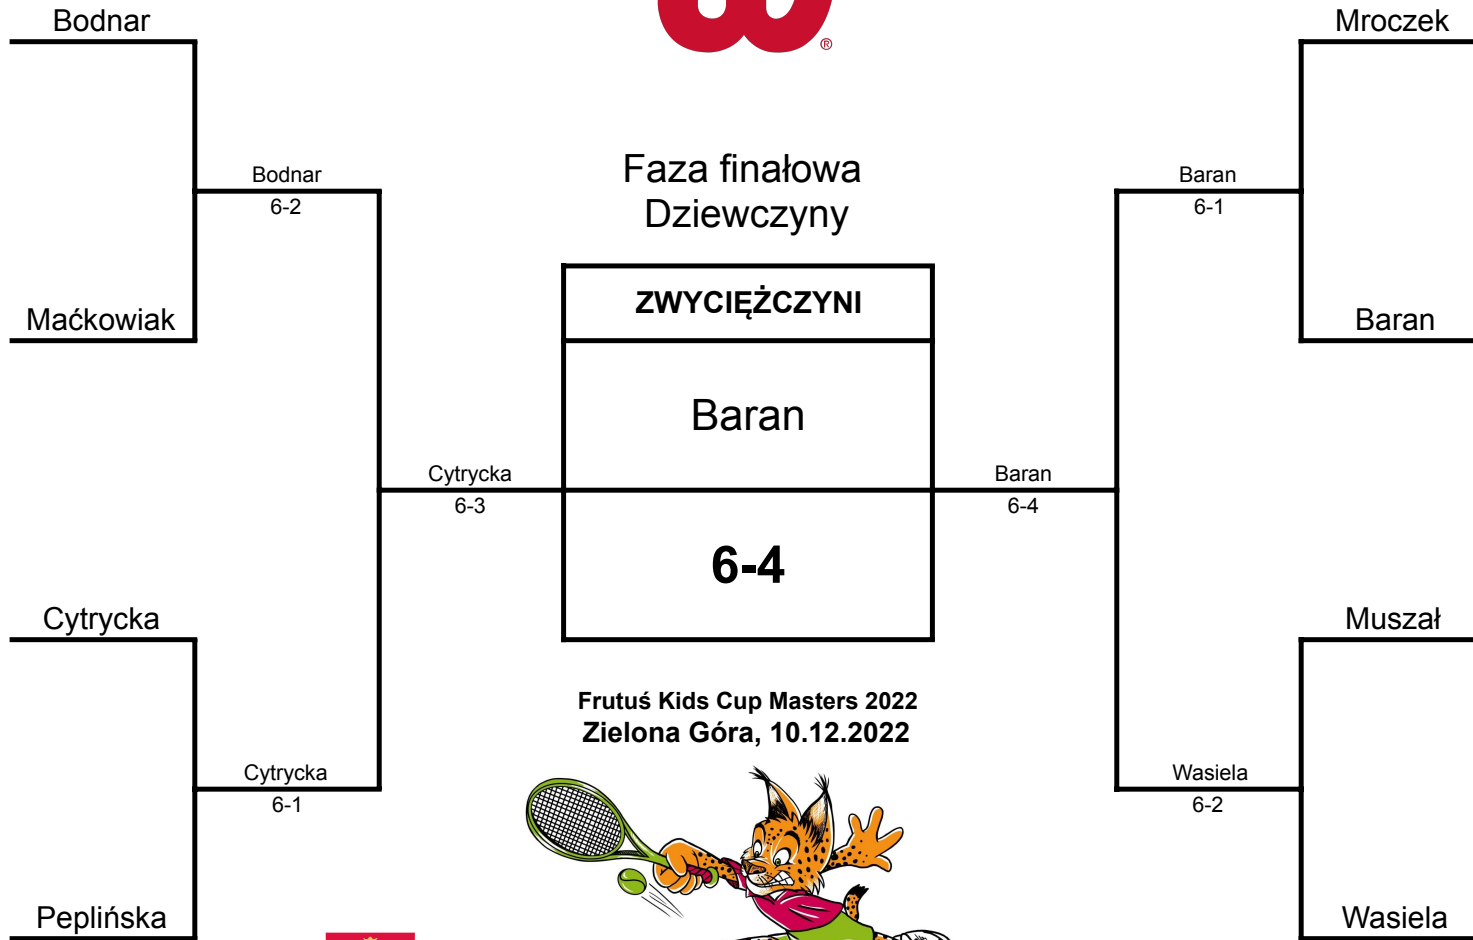 Bodnar
Mroczek
®
Faza finałowa
Dziewczyny
Bodnar
6-2
Baran
6-1
ZWYCIĘŻCZYNI
Maćkowiak
Baran
Baran
Cytrycka
6-3
Baran
6-4
6-4
Cytrycka
Muszał
Frutuś Kids Cup Masters 2022
Zielona Góra, 10.12.2022
Cytrycka
6-1
Wasiela
6-2
Peplińska
Wasiela